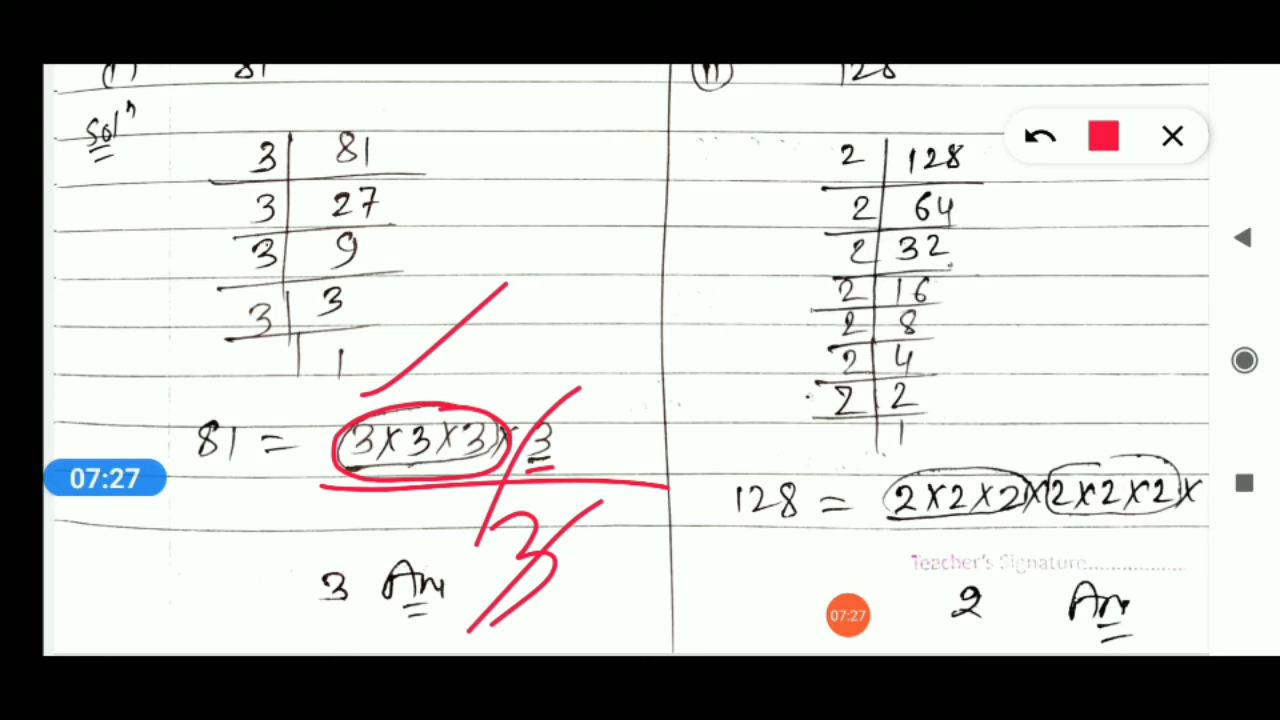 (i) 81
Solⁿ
3 | 81
3 | 27
3 | 9
3 | 3
| 1
81 = 3×3×3×3
3
3 Ans
(ii) 128
2 | 128
2 | 64
2 | 32
2 | 16
2 | 8
2 | 4
2 | 2
| 1
128 = 2×2×2×2×2×2×
Teacher's Signature..................
2 Ans
07:27
07:27